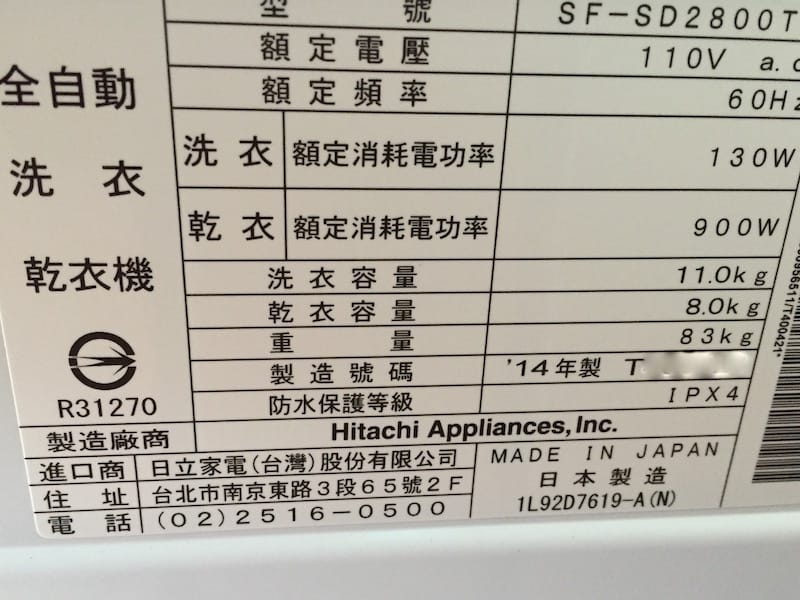 型 號 SF-SD2800T
額定電壓 110V a.c
額定頻率 60Hz
全自動
洗衣
乾衣機
洗衣 額定消耗電功率 130W
乾衣 額定消耗電功率 900W
洗衣容量 11.0kg
乾衣容量 8.0kg
重量 83kg
製造號碼 '14年製 T
防水保護等級 IPX4
R31270
製造廠商 Hitachi Appliances, Inc.
進口商 日立家電(台灣)股份有限公司
住址 台北市南京東路3段65號2F
電話 (02)2516-0500
MADE IN JAPAN
日本製造
1L92D7619-A(N)